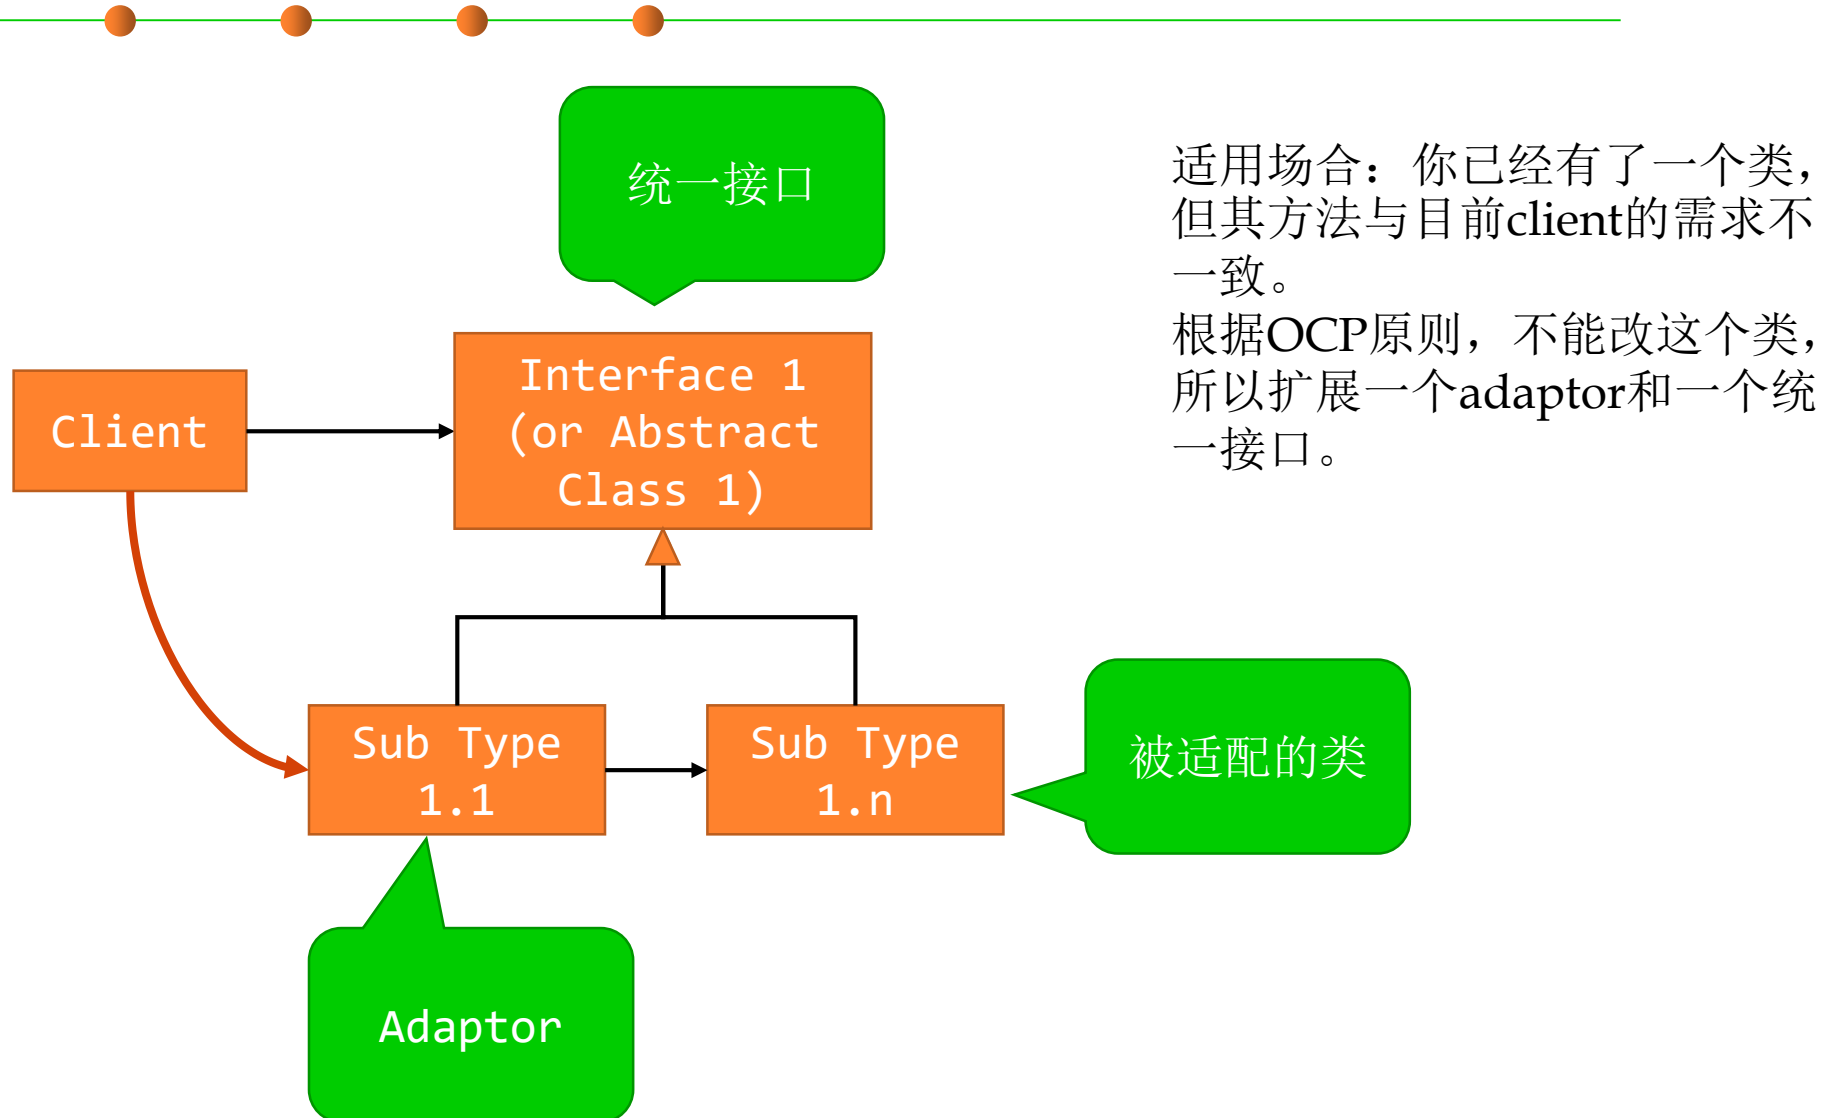 统一接口
适用场合：你已经有了一个类，
但其方法与目前client的需求不
一致。
根据OCP原则，不能改这个类，
所以扩展一个adaptor和一个统
一接口。
Client
Interface 1
(or Abstract
Class 1)
Sub Type
1.1
Sub Type
1.n
被适配的类
Adaptor